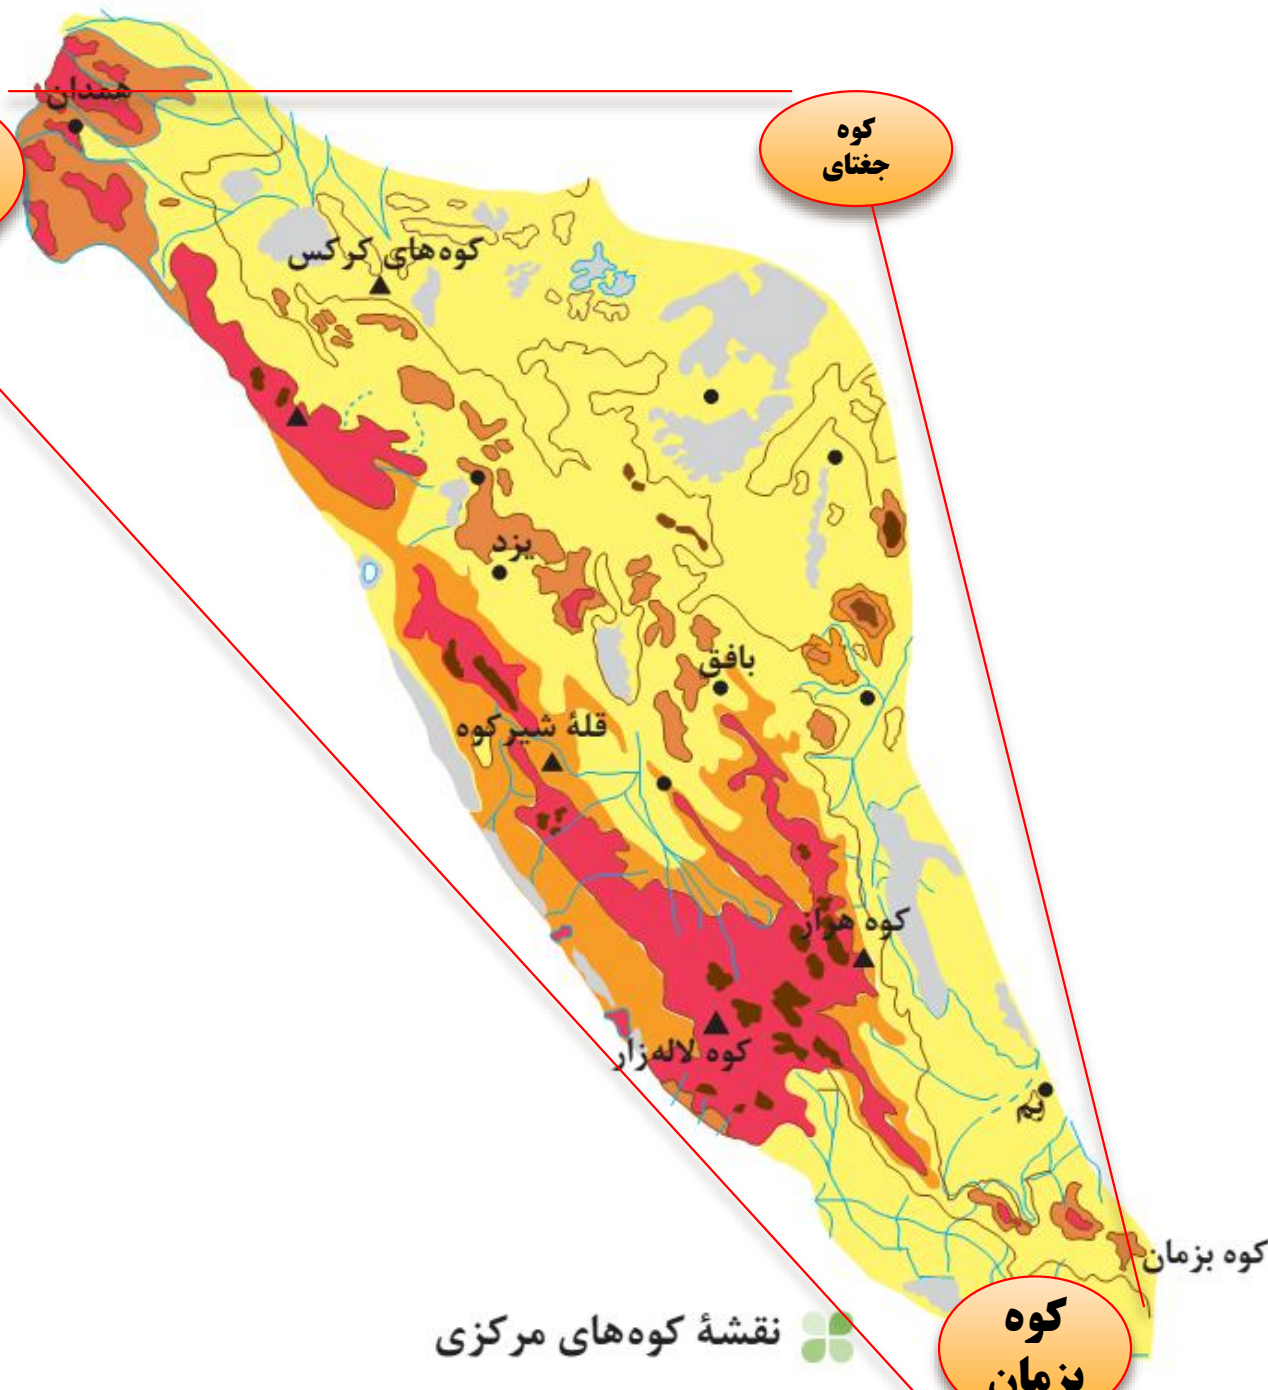 همدان
کوه
جغتای
کوه‌های کرکس
یزد
بافق
قلهٔ شیرکوه
کوه هراز
کوه لاله‌زار
بم
کوه بزمان
کوه
بزمان
نقشهٔ کوه‌های مرکزی